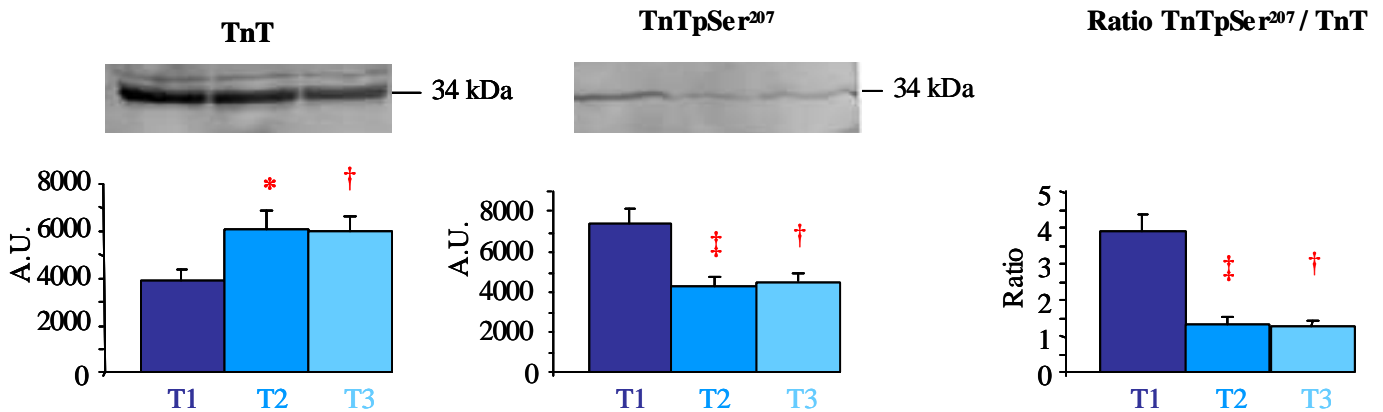 TnT
34 kDa
A.U.
8000
6000
4000
2000
0
*
†
T1 T2 T3
TnTpSer²⁰⁷
34 kDa
A.U.
8000
6000
4000
2000
0
‡
†
T1 T2 T3
Ratio TnTpSer²⁰⁷ / TnT
Ratio
5
4
3
2
1
0
‡
†
T1 T2 T3